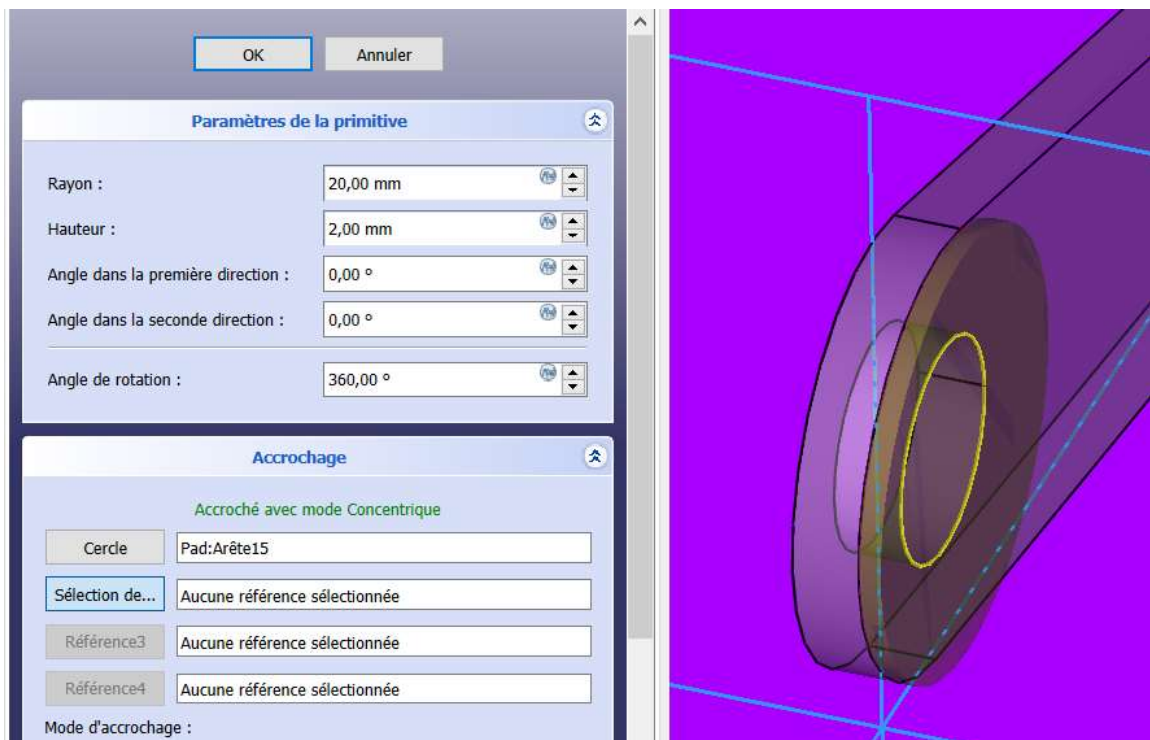 OK Annuler
Paramètres de la primitive
Rayon : 20,00 mm
Hauteur : 2,00 mm
Angle dans la première direction : 0,00 °
Angle dans la seconde direction : 0,00 °
Angle de rotation : 360,00 °
Accrochage
Accroché avec mode Concentrique
Cercle Pad:Arête15
Sélection de... Aucune référence sélectionnée
Référence3 Aucune référence sélectionnée
Référence4 Aucune référence sélectionnée
Mode d'accrochage :